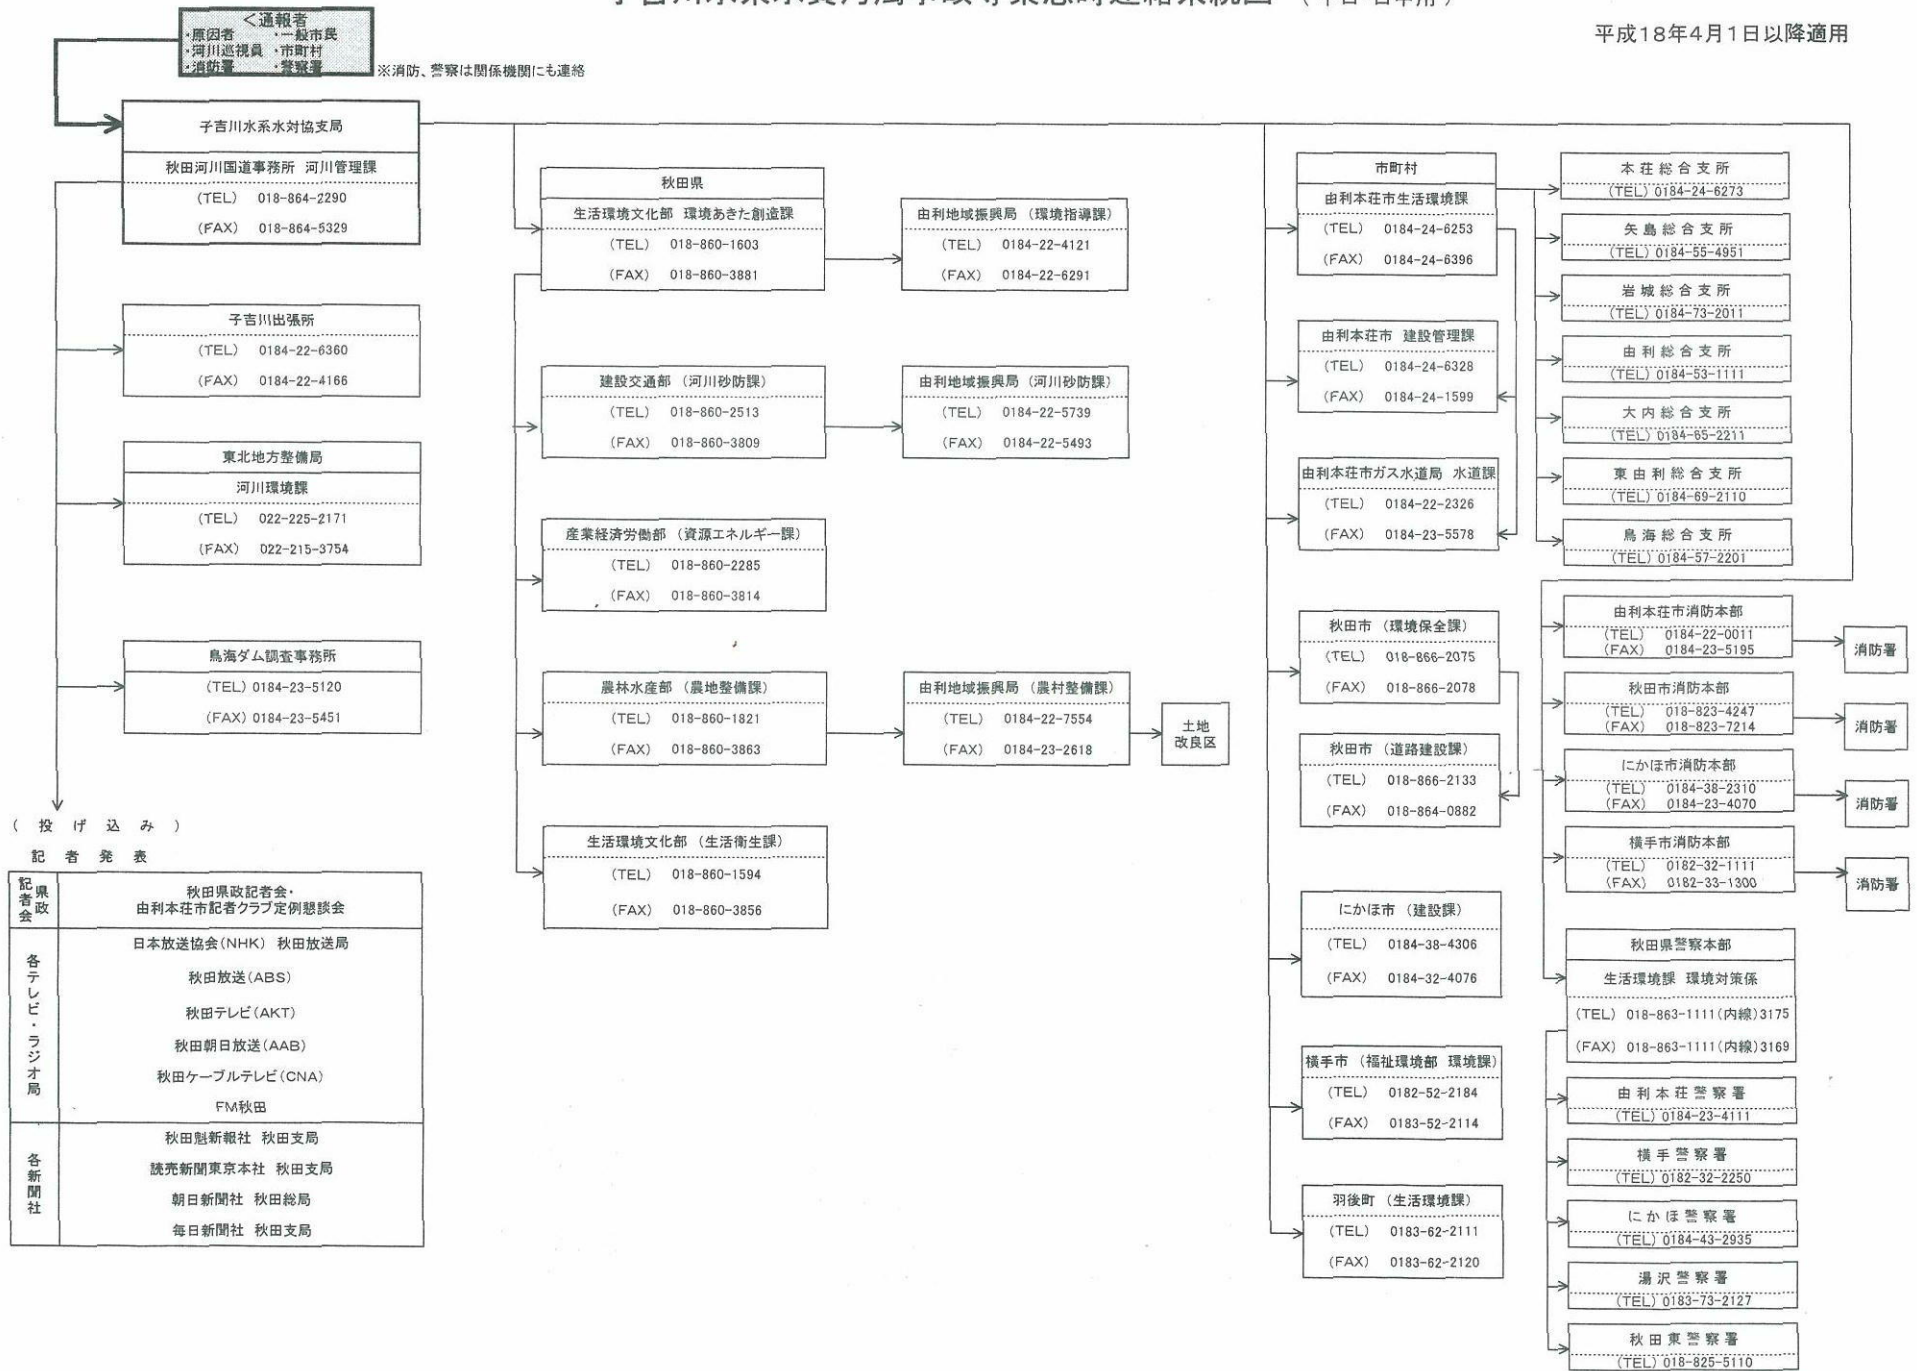 平成18年4月1日以降適用
＜通報者
・原因者 ・一般市民
・河川巡視員 ・市町村
・消防署 ・警察署
※消防、警察は関係機関にも連絡
子吉川水系水対協支局
秋田河川国道事務所 河川管理課
(TEL) 018-864-2290
(FAX) 018-864-5329
子吉川出張所
(TEL) 0184-22-6360
(FAX) 0184-22-4166
東北地方整備局
河川環境課
(TEL) 022-225-2171
(FAX) 022-215-3754
鳥海ダム調査事務所
(TEL) 0184-23-5120
(FAX) 0184-23-5451
( 投 げ 込 み )
記 者 発 表
県政記者会
秋田県政記者会・
由利本荘市記者クラブ定例懇談会
各テレビ・ラジオ局
日本放送協会(NHK) 秋田放送局
秋田放送(ABS)
秋田テレビ(AKT)
秋田朝日放送(AAB)
秋田ケーブルテレビ(CNA)
FM秋田
各新聞社
秋田魁新報社 秋田支局
読売新聞東京本社 秋田支局
朝日新聞社 秋田総局
毎日新聞社 秋田支局
秋田県
生活環境文化部 環境あきた創造課
(TEL) 018-860-1603
(FAX) 018-860-3881
由利地域振興局 (環境指導課)
(TEL) 0184-22-4121
(FAX) 0184-22-6291
建設交通部 (河川砂防課)
(TEL) 018-860-2513
(FAX) 018-860-3809
由利地域振興局 (河川砂防課)
(TEL) 0184-22-5739
(FAX) 0184-22-5493
産業経済労働部 (資源エネルギー課)
(TEL) 018-860-2285
(FAX) 018-860-3814
農林水産部 (農地整備課)
(TEL) 018-860-1821
(FAX) 018-860-3863
由利地域振興局 (農村整備課)
(TEL) 0184-22-7554
(FAX) 0184-23-2618
土地
改良区
生活環境文化部 (生活衛生課)
(TEL) 018-860-1594
(FAX) 018-860-3856
市町村
由利本荘市生活環境課
(TEL) 0184-24-6253
(FAX) 0184-24-6396
由利本荘市 建設管理課
(TEL) 0184-24-6328
(FAX) 0184-24-1599
由利本荘市ガス水道局 水道課
(TEL) 0184-22-2326
(FAX) 0184-23-5578
秋田市 (環境保全課)
(TEL) 018-866-2075
(FAX) 018-866-2078
秋田市 (道路建設課)
(TEL) 018-866-2133
(FAX) 018-864-0882
にかほ市 (建設課)
(TEL) 0184-38-4306
(FAX) 0184-32-4076
横手市 (福祉環境部 環境課)
(TEL) 0182-52-2184
(FAX) 0183-52-2114
羽後町 (生活環境課)
(TEL) 0183-62-2111
(FAX) 0183-62-2120
本荘総合支所
(TEL) 0184-24-6273
矢島総合支所
(TEL) 0184-55-4951
岩城総合支所
(TEL) 0184-73-2011
由利総合支所
(TEL) 0184-53-1111
大内総合支所
(TEL) 0184-65-2211
東由利総合支所
(TEL) 0184-69-2110
鳥海総合支所
(TEL) 0184-57-2201
由利本荘市消防本部
(TEL) 0184-22-0011
(FAX) 0184-23-5195
消防署
秋田市消防本部
(TEL) 018-823-4247
(FAX) 018-823-7214
消防署
にかほ市消防本部
(TEL) 0184-38-2310
(FAX) 0184-23-4070
消防署
横手市消防本部
(TEL) 0182-32-1111
(FAX) 0182-33-1300
消防署
秋田県警察本部
生活環境課 環境対策係
(TEL) 018-863-1111(内線)3175
(FAX) 018-863-1111(内線)3169
由利本荘警察署
(TEL) 0184-23-4111
横手警察署
(TEL) 0182-32-2250
にかほ警察署
(TEL) 0184-43-2935
湯沢警察署
(TEL) 0183-73-2127
秋田東警察署
(TEL) 018-825-5110